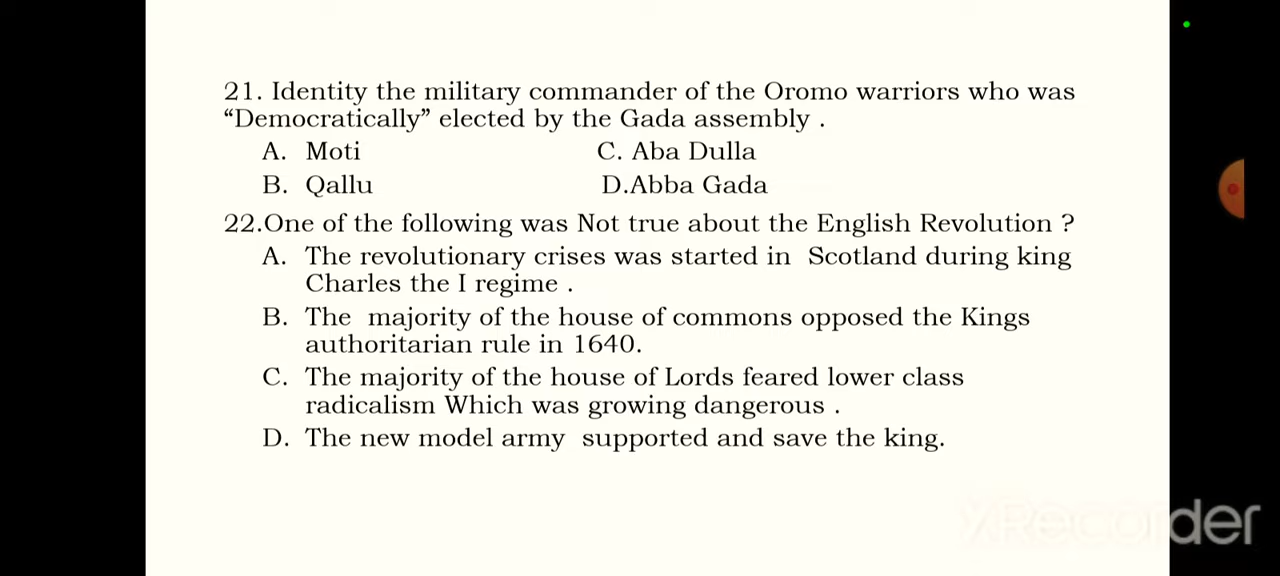 21. Identity the military commander of the Oromo warriors who was
“Democratically” elected by the Gada assembly .
A. Moti C. Aba Dulla
B. Qallu D.Abba Gada
22.One of the following was Not true about the English Revolution ?
A. The revolutionary crises was started in Scotland during king
Charles the I regime .
B. The majority of the house of commons opposed the Kings
authoritarian rule in 1640.
C. The majority of the house of Lords feared lower class
radicalism Which was growing dangerous .
D. The new model army supported and save the king.
XRecorder